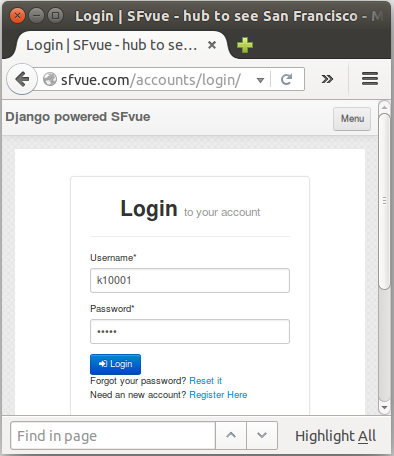 Login | SFvue - hub to see San Francisco - M
Login | SFvue - hub to see...
sfvue.com/accounts/login/
Django powered SFvue
Menu
Login to your account
Username*
k10001
Password*
•••••
Login
Forgot your password? Reset it
Need an new account? Register Here
Find in page
Highlight All